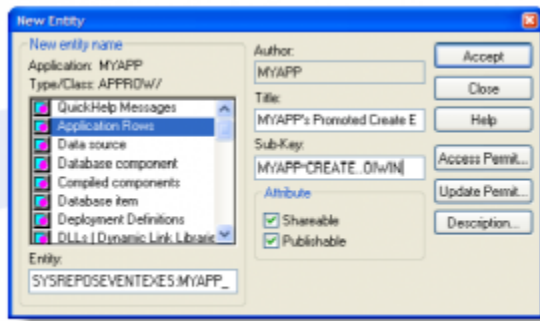 New Entity
New entity name
Application: MYAPP
Type/Class: APPROW/
QuickHelp Messages
Application Rows
Data source
Database component
Compiled components
Database item
Deployment Definitions
DLLs (Dynamic Link Librarie
Entity:
SYSREPOSEVENTEXES:MYAPP_
Author:
MYAPP
Title:
MYAPP's Promoted Create E
Sub-Key:
MYAPP*CREATE..OIWIN
Attribute
Shareable
Publishable
Accept
Close
Help
Access Permit...
Update Permit...
Description...